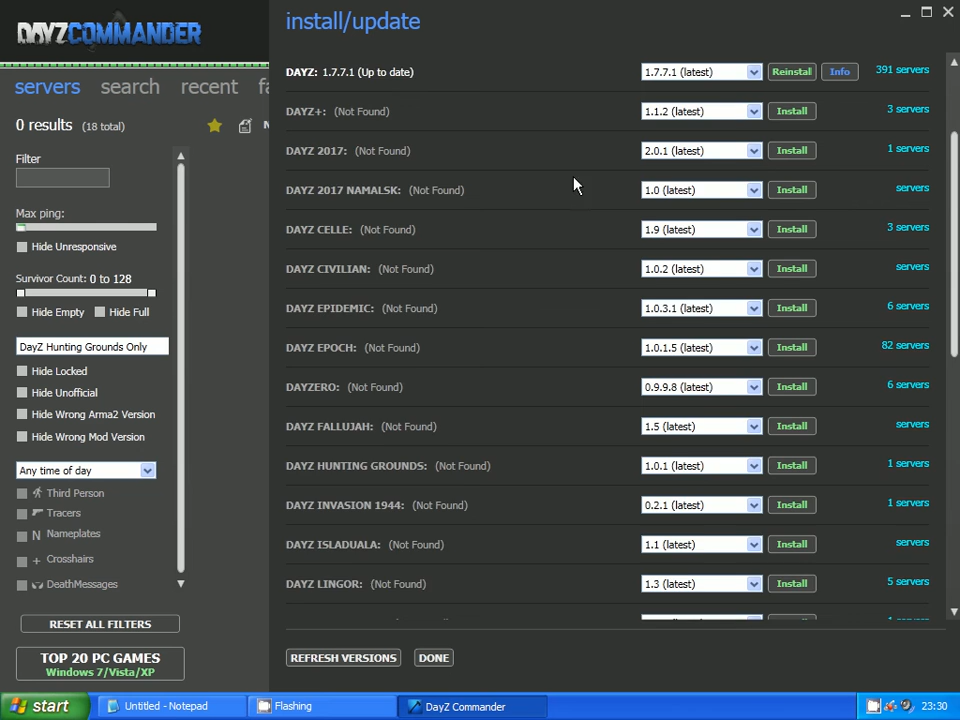 DAYZCOMMANDER
servers search recent fa
0 results (18 total) N
Filter
Max ping:
Hide Unresponsive
Survivor Count: 0 to 128
Hide Empty Hide Full
DayZ Hunting Grounds Only
Hide Locked
Hide Unofficial
Hide Wrong Arma2 Version
Hide Wrong Mod Version
Any time of day
Third Person
Tracers
N Nameplates
+ Crosshairs
DeathMessages
RESET ALL FILTERS
TOP 20 PC GAMES
Windows 7/Vista/XP
install/update
DAYZ: 1.7.7.1 (Up to date) 1.7.7.1 (latest) Reinstal Info 391 servers
DAYZ+: (Not Found) 1.1.2 (latest) Install 3 servers
DAYZ 2017: (Not Found) 2.0.1 (latest) Install 1 servers
DAYZ 2017 NAMALSK: (Not Found) 1.0 (latest) Install servers
DAYZ CELLE: (Not Found) 1.9 (latest) Install 3 servers
DAYZ CIVILIAN: (Not Found) 1.0.2 (latest) Install servers
DAYZ EPIDEMIC: (Not Found) 1.0.3.1 (latest) Install 6 servers
DAYZ EPOCH: (Not Found) 1.0.1.5 (latest) Install 82 servers
DAYZERO: (Not Found) 0.9.9.8 (latest) Install 6 servers
DAYZ FALLUJAH: (Not Found) 1.5 (latest) Install servers
DAYZ HUNTING GROUNDS: (Not Found) 1.0.1 (latest) Install 1 servers
DAYZ INVASION 1944: (Not Found) 0.2.1 (latest) Install 1 servers
DAYZ ISLADUALA: (Not Found) 1.1 (latest) Install servers
DAYZ LINGOR: (Not Found) 1.3 (latest) Install 5 servers
REFRESH VERSIONS DONE
start Untitled - Notepad Flashing DayZ Commander 23:30